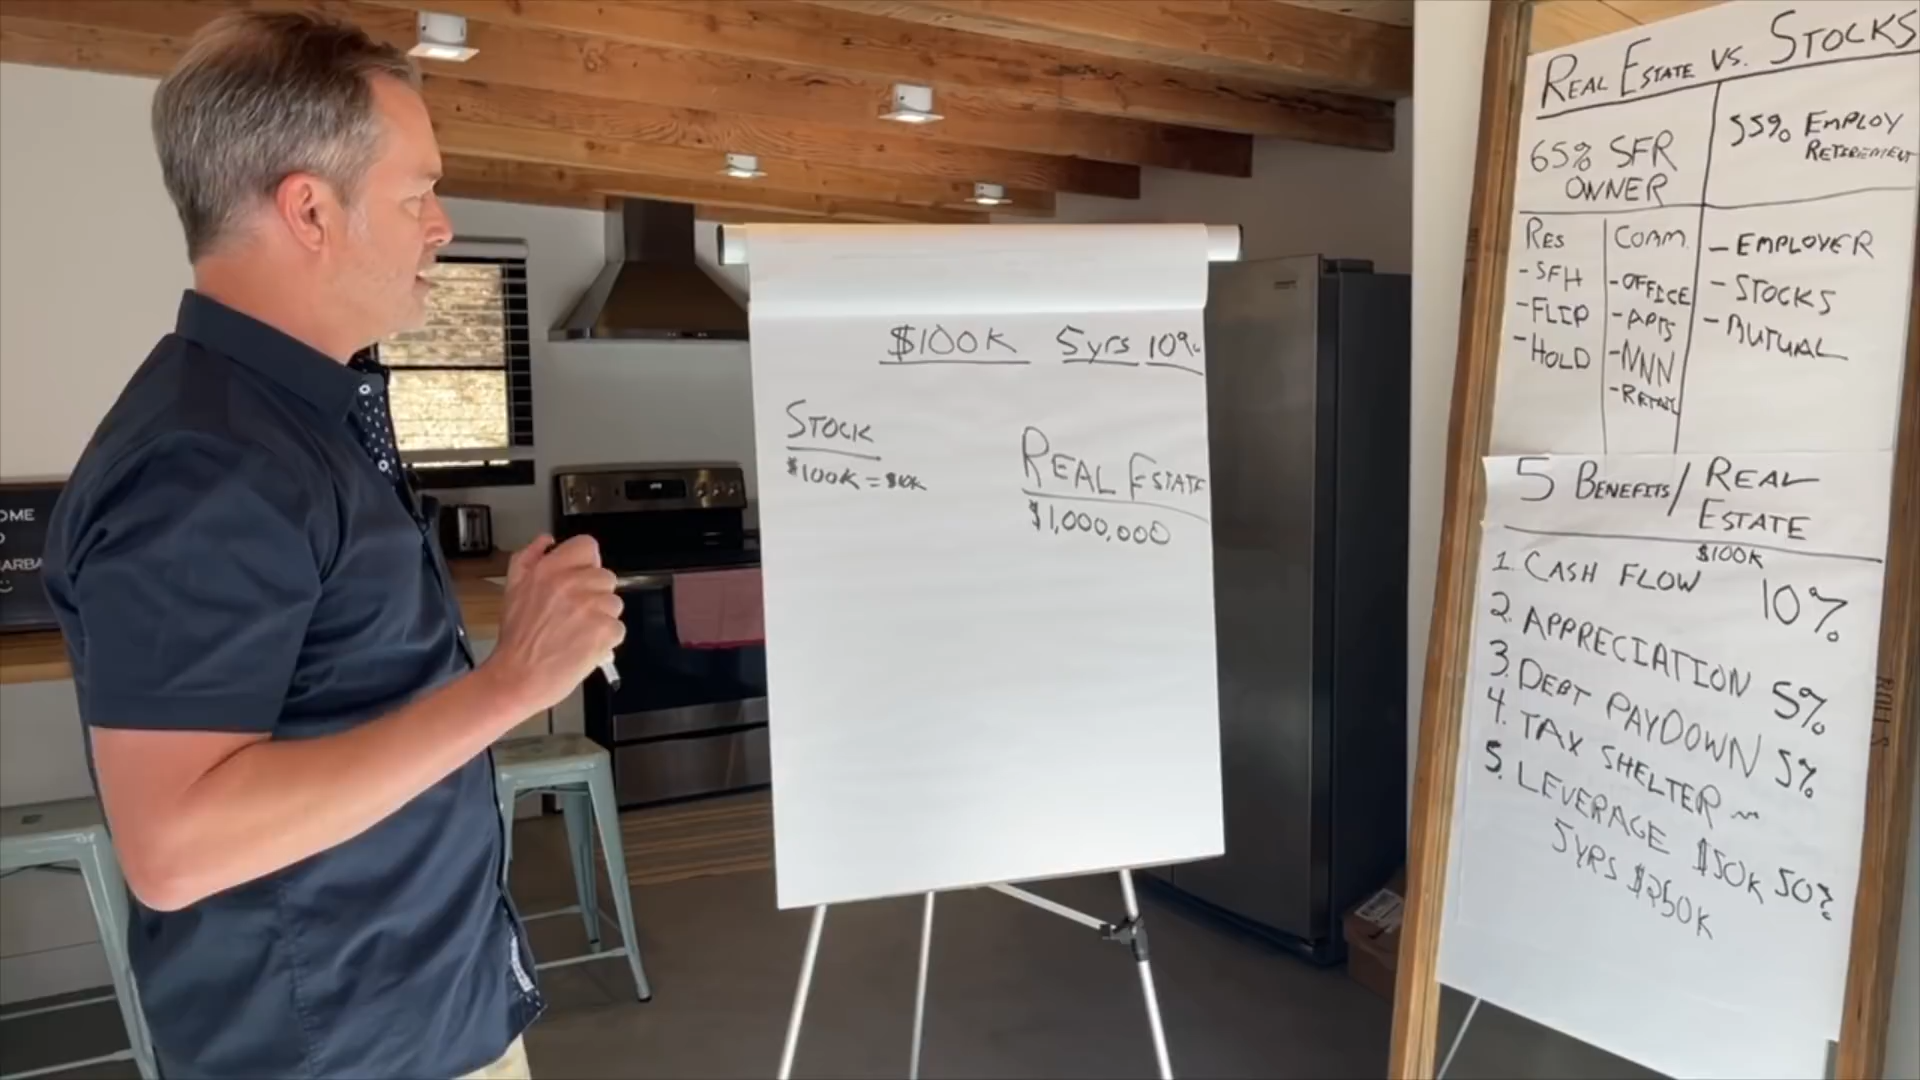 $100K 5yrs 10%
STOCK
$100K = $10K
REAL ESTATE
$1,000,000
REAL ESTATE VS. STOCKS
65% SFR
OWNER
55% EMPLOY
RETIREMENT
RES
- SFH
- FLIP
- HOLD
COMM.
- OFFICE
- APTS
- NNN
- RETAIL
- EMPLOYER
- STOCKS
- MUTUAL
5 BENEFITS / REAL
ESTATE
$100K
1. CASH FLOW 10%
2. APPRECIATION 5%
3. DEBT PAYDOWN 5%
4. TAX SHELTER ~
5. LEVERAGE $50K 50%
5YRS $250K
OME
ARBA